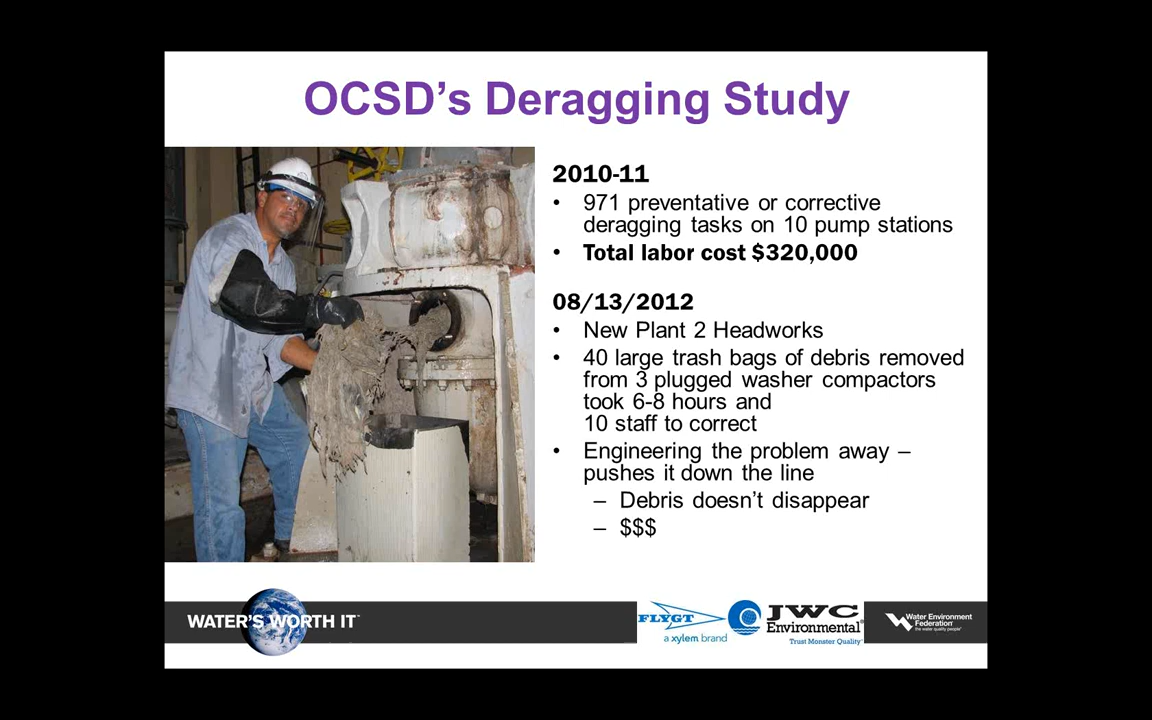 OCSD’s Deragging Study
2010-11
• 971 preventative or corrective
deragging tasks on 10 pump stations
• Total labor cost $320,000
08/13/2012
• New Plant 2 Headworks
• 40 large trash bags of debris removed
from 3 plugged washer compactors
took 6-8 hours and
10 staff to correct
• Engineering the problem away –
pushes it down the line
– Debris doesn’t disappear
– $$$
WATER'S WORTH IT™
FLYGT
a xylem brand
JWC
Environmental®
Trust Monster Quality™
Water Environment
Federation®
the water quality people®